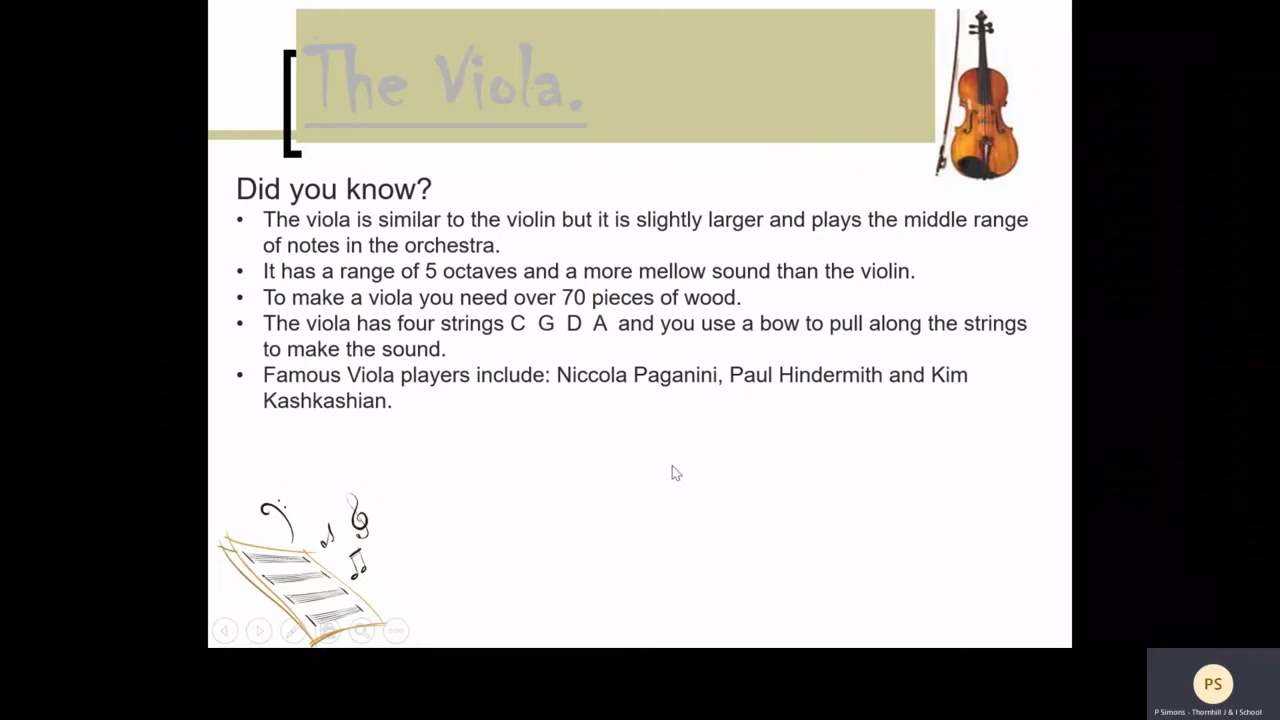 The Viola.
Did you know?
• The viola is similar to the violin but it is slightly larger and plays the middle range
of notes in the orchestra.
• It has a range of 5 octaves and a more mellow sound than the violin.
• To make a viola you need over 70 pieces of wood.
• The viola has four strings C G D A and you use a bow to pull along the strings
to make the sound.
• Famous Viola players include: Niccola Paganini, Paul Hindermith and Kim
Kashkashian.
PS
P Simons - Thornhill J & I School